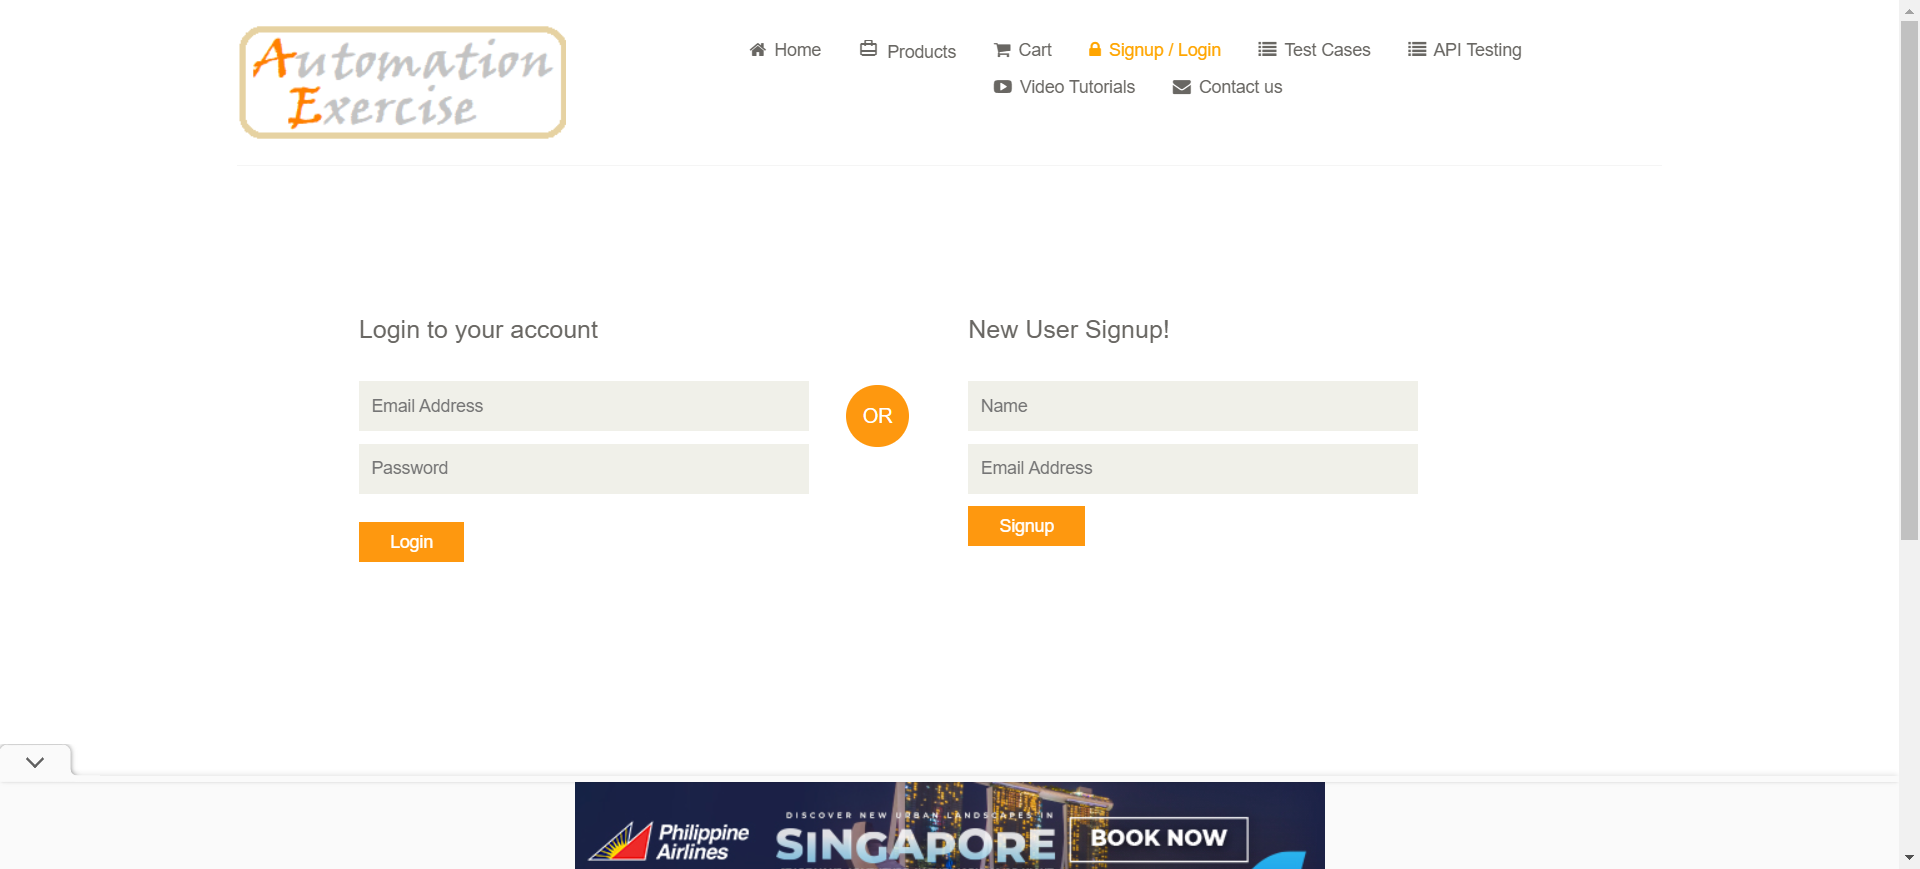 Automation
Exercise
Home
Products
Cart
Signup / Login
Test Cases
API Testing
Video Tutorials
Contact us
Login to your account
Email Address
Password
Login
OR
New User Signup!
Name
Email Address
Signup
Philippine
Airlines
DISCOVER NEW URBAN LANDSCAPES IN
SINGAPORE
BOOK NOW